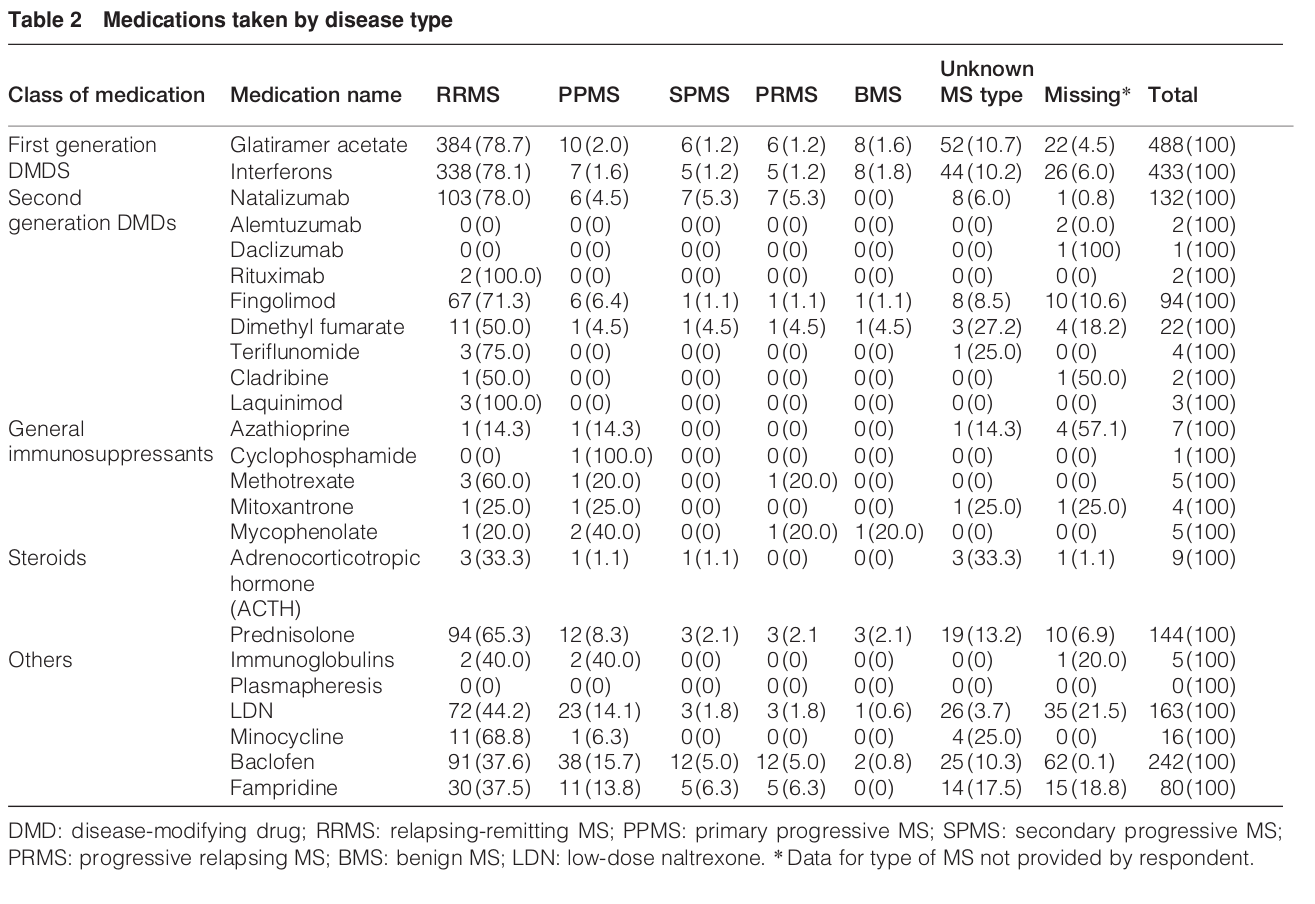 Table 2 Medications taken by disease type
Unknown
Class of medication Medication name RRMS PPMS SPMS PRMS BMS MS type Missing* Total
First generation Glatiramer acetate 384 (78.7) 10 (2.0) 6 (1.2) 6 (1.2) 8 (1.6) 52 (10.7) 22 (4.5) 488 (100)
DMDS Interferons 338 (78.1) 7 (1.6) 5 (1.2) 5 (1.2) 8 (1.8) 44 (10.2) 26 (6.0) 433 (100)
Second Natalizumab 103 (78.0) 6 (4.5) 7 (5.3) 7 (5.3) 0 (0) 8 (6.0) 1 (0.8) 132 (100)
generation DMDs Alemtuzumab 0 (0) 0 (0) 0 (0) 0 (0) 0 (0) 0 (0) 2 (0.0) 2 (100)
Daclizumab 0 (0) 0 (0) 0 (0) 0 (0) 0 (0) 0 (0) 1 (100) 1 (100)
Rituximab 2 (100.0) 0 (0) 0 (0) 0 (0) 0 (0) 0 (0) 0 (0) 2 (100)
Fingolimod 67 (71.3) 6 (6.4) 1 (1.1) 1 (1.1) 1 (1.1) 8 (8.5) 10 (10.6) 94 (100)
Dimethyl fumarate 11 (50.0) 1 (4.5) 1 (4.5) 1 (4.5) 1 (4.5) 3 (27.2) 4 (18.2) 22 (100)
Teriflunomide 3 (75.0) 0 (0) 0 (0) 0 (0) 0 (0) 1 (25.0) 0 (0) 4 (100)
Cladribine 1 (50.0) 0 (0) 0 (0) 0 (0) 0 (0) 0 (0) 1 (50.0) 2 (100)
Laquinimod 3 (100.0) 0 (0) 0 (0) 0 (0) 0 (0) 0 (0) 0 (0) 3 (100)
General Azathioprine 1 (14.3) 1 (14.3) 0 (0) 0 (0) 0 (0) 1 (14.3) 4 (57.1) 7 (100)
immunosuppressants Cyclophosphamide 0 (0) 1 (100.0) 0 (0) 0 (0) 0 (0) 0 (0) 0 (0) 1 (100)
Methotrexate 3 (60.0) 1 (20.0) 0 (0) 1 (20.0) 0 (0) 0 (0) 0 (0) 5 (100)
Mitoxantrone 1 (25.0) 1 (25.0) 0 (0) 0 (0) 0 (0) 1 (25.0) 1 (25.0) 4 (100)
Mycophenolate 1 (20.0) 2 (40.0) 0 (0) 1 (20.0) 1 (20.0) 0 (0) 0 (0) 5 (100)
Steroids Adrenocorticotropic 3 (33.3) 1 (1.1) 1 (1.1) 0 (0) 0 (0) 3 (33.3) 1 (1.1) 9 (100)
hormone
(ACTH)
Prednisolone 94 (65.3) 12 (8.3) 3 (2.1) 3 (2.1 3 (2.1) 19 (13.2) 10 (6.9) 144 (100)
Others Immunoglobulins 2 (40.0) 2 (40.0) 0 (0) 0 (0) 0 (0) 0 (0) 1 (20.0) 5 (100)
Plasmapheresis 0 (0) 0 (0) 0 (0) 0 (0) 0 (0) 0 (0) 0 (0) 0 (100)
LDN 72 (44.2) 23 (14.1) 3 (1.8) 3 (1.8) 1 (0.6) 26 (3.7) 35 (21.5) 163 (100)
Minocycline 11 (68.8) 1 (6.3) 0 (0) 0 (0) 0 (0) 4 (25.0) 0 (0) 16 (100)
Baclofen 91 (37.6) 38 (15.7) 12 (5.0) 12 (5.0) 2 (0.8) 25 (10.3) 62 (0.1) 242 (100)
Fampridine 30 (37.5) 11 (13.8) 5 (6.3) 5 (6.3) 0 (0) 14 (17.5) 15 (18.8) 80 (100)
DMD: disease-modifying drug; RRMS: relapsing-remitting MS; PPMS: primary progressive MS; SPMS: secondary progressive MS;
PRMS: progressive relapsing MS; BMS: benign MS; LDN: low-dose naltrexone. *Data for type of MS not provided by respondent.